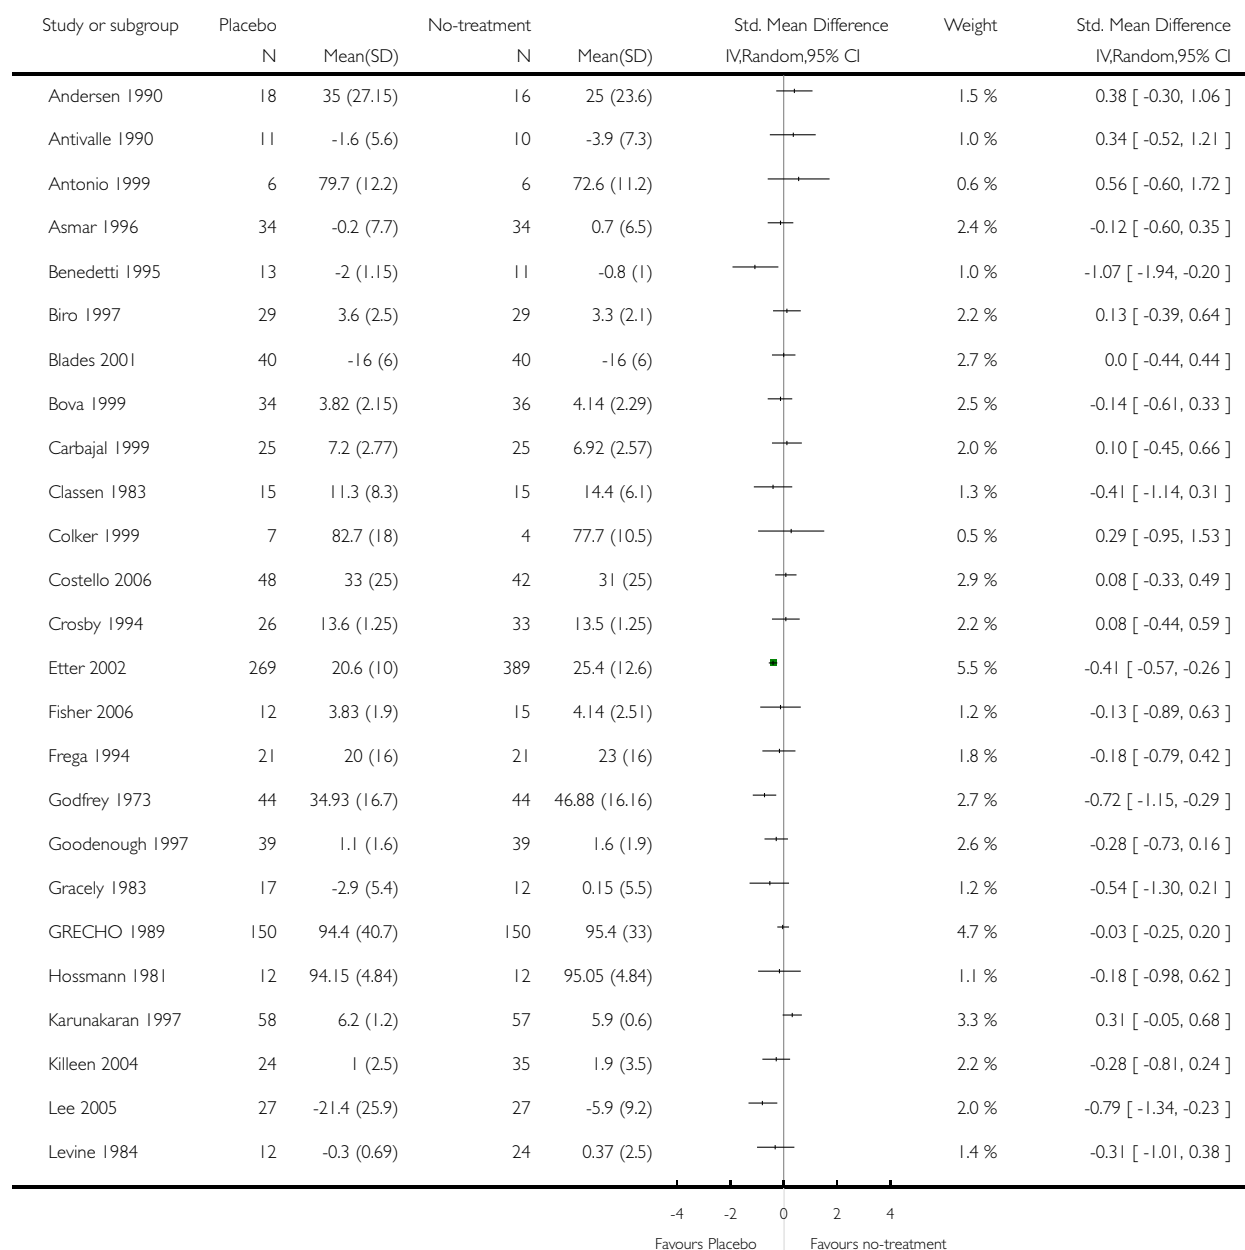 Study or subgroup Placebo No-treatment Std. Mean Difference Weight Std. Mean Difference
N Mean(SD) N Mean(SD) IV,Random,95% CI IV,Random,95% CI
Andersen 1990 18 35 (27.15) 16 25 (23.6) 1.5 % 0.38 [ -0.30, 1.06 ]
Antivalle 1990 11 -1.6 (5.6) 10 -3.9 (7.3) 1.0 % 0.34 [ -0.52, 1.21 ]
Antonio 1999 6 79.7 (12.2) 6 72.6 (11.2) 0.6 % 0.56 [ -0.60, 1.72 ]
Asmar 1996 34 -0.2 (7.7) 34 0.7 (6.5) 2.4 % -0.12 [ -0.60, 0.35 ]
Benedetti 1995 13 -2 (1.15) 11 -0.8 (1) 1.0 % -1.07 [ -1.94, -0.20 ]
Biro 1997 29 3.6 (2.5) 29 3.3 (2.1) 2.2 % 0.13 [ -0.39, 0.64 ]
Blades 2001 40 -16 (6) 40 -16 (6) 2.7 % 0.0 [ -0.44, 0.44 ]
Bova 1999 34 3.82 (2.15) 36 4.14 (2.29) 2.5 % -0.14 [ -0.61, 0.33 ]
Carbajal 1999 25 7.2 (2.77) 25 6.92 (2.57) 2.0 % 0.10 [ -0.45, 0.66 ]
Classen 1983 15 11.3 (8.3) 15 14.4 (6.1) 1.3 % -0.41 [ -1.14, 0.31 ]
Colker 1999 7 82.7 (18) 4 77.7 (10.5) 0.5 % 0.29 [ -0.95, 1.53 ]
Costello 2006 48 33 (25) 42 31 (25) 2.9 % 0.08 [ -0.33, 0.49 ]
Crosby 1994 26 13.6 (1.25) 33 13.5 (1.25) 2.2 % 0.08 [ -0.44, 0.59 ]
Etter 2002 269 20.6 (10) 389 25.4 (12.6) 5.5 % -0.41 [ -0.57, -0.26 ]
Fisher 2006 12 3.83 (1.9) 15 4.14 (2.51) 1.2 % -0.13 [ -0.89, 0.63 ]
Frega 1994 21 20 (16) 21 23 (16) 1.8 % -0.18 [ -0.79, 0.42 ]
Godfrey 1973 44 34.93 (16.7) 44 46.88 (16.16) 2.7 % -0.72 [ -1.15, -0.29 ]
Goodenough 1997 39 1.1 (1.6) 39 1.6 (1.9) 2.6 % -0.28 [ -0.73, 0.16 ]
Gracely 1983 17 -2.9 (5.4) 12 0.15 (5.5) 1.2 % -0.54 [ -1.30, 0.21 ]
GRECHO 1989 150 94.4 (40.7) 150 95.4 (33) 4.7 % -0.03 [ -0.25, 0.20 ]
Hossmann 1981 12 94.15 (4.84) 12 95.05 (4.84) 1.1 % -0.18 [ -0.98, 0.62 ]
Karunakaran 1997 58 6.2 (1.2) 57 5.9 (0.6) 3.3 % 0.31 [ -0.05, 0.68 ]
Killeen 2004 24 1 (2.5) 35 1.9 (3.5) 2.2 % -0.28 [ -0.81, 0.24 ]
Lee 2005 27 -21.4 (25.9) 27 -5.9 (9.2) 2.0 % -0.79 [ -1.34, -0.23 ]
Levine 1984 12 -0.3 (0.69) 24 0.37 (2.5) 1.4 % -0.31 [ -1.01, 0.38 ]
-4 -2 0 2 4
Favours Placebo Favours no-treatment